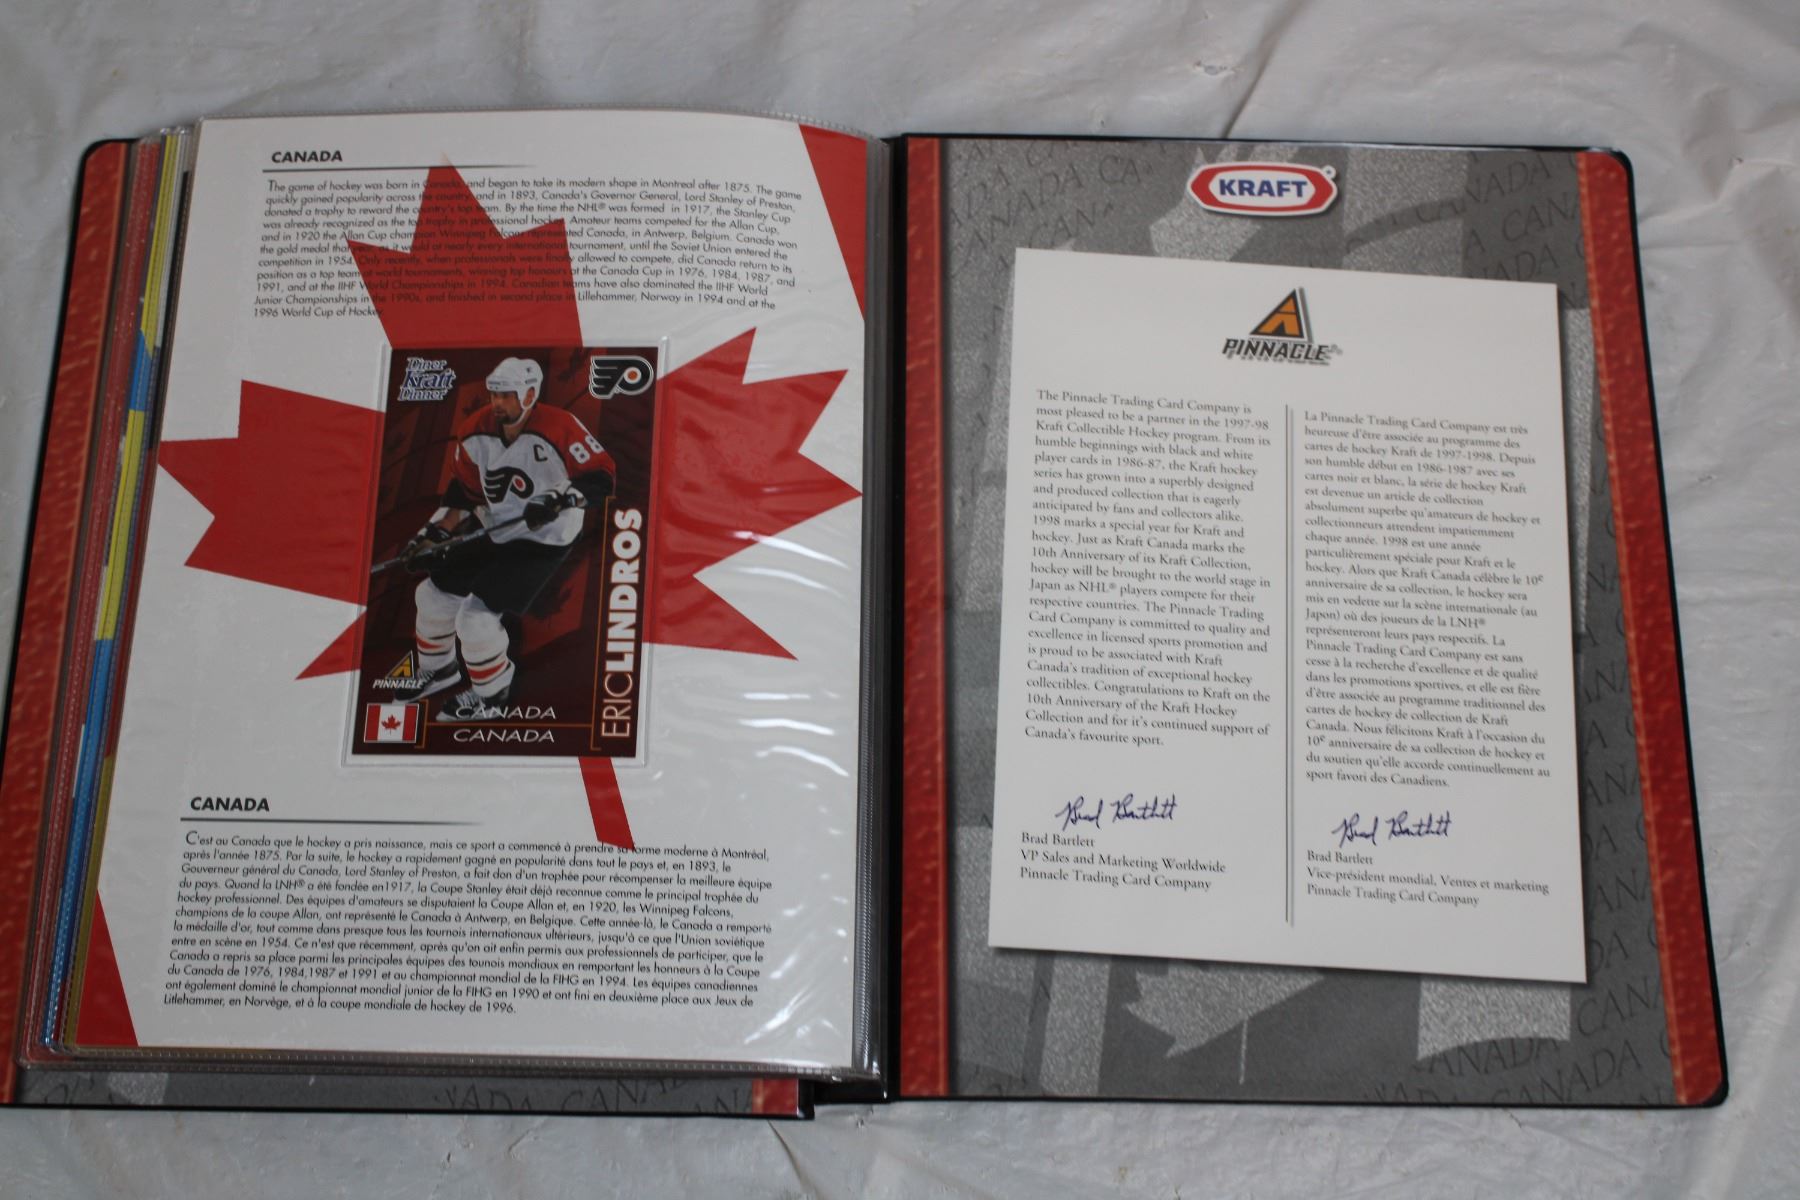 CANADA
The game of hockey was born in Canada, and began to take its modern shape in Montreal after 1875. The game
quickly gained popularity across the country and in 1893, Canada's Governor General, Lord Stanley of Preston,
donated a trophy to reward the country's top team. By the time the NHL® was formed in 1917, the Stanley Cup
was already recognized as the top trophy in professional hockey. Amateur teams competed for the Allan Cup,
and in 1920 the Allan Cup champion Winnipeg Falcons represented Canada, in Antwerp, Belgium. Canada won
the gold medal that year, as it would at nearly every international tournament, until the Soviet Union entered the
competition in 1954. Only recently, when professionals were finally allowed to compete, did Canada return to its
position as a top team at world tournaments, winning top honours at the Canada Cup in 1976, 1984, 1987, and
1991, and at the IIHF World Championships in 1994. Canadian teams have also dominated the IIHF World
Junior Championships in the 1990s, and finished in second place in Lillehammer, Norway in 1994 and at the
1996 World Cup of Hockey.
Dîner
Kraft
Dinner
C
88
ERIC LINDROS
PINNACLE
CANADA
CANADA
CANADA
C'est au Canada que le hockey a pris naissance, mais ce sport a commencé à prendre sa forme moderne à Montréal,
après l'année 1875. Par la suite, le hockey a rapidement gagné en popularité dans tout le pays et, en 1893, le
Gouverneur général du Canada, Lord Stanley of Preston, a fait don d'un trophée pour récompenser la meilleure équipe
du pays. Quand la LNH® a été fondée en1917, la Coupe Stanley était déjà reconnue comme le principal trophée du
hockey professionnel. Des équipes d'amateurs se disputaient la Coupe Allan et, en 1920, les Winnipeg Falcons,
champions de la coupe Allan, ont représenté le Canada à Antwerp, en Belgique. Cette année-là, le Canada a remporté
la médaille d'or, tout comme dans presque tous les tournois internationaux ultérieurs, jusqu'à ce que l'Union soviétique
entre en scène en 1954. Ce n'est que récemment, après qu'on ait enfin permis aux professionnels de participer, que le
Canada a repris sa place parmi les principales équipes des tounois mondiaux en remportant les honneurs à la Coupe
du Canada de 1976, 1984,1987 et 1991 et au championnat mondial de la FIHG en 1994. Les équipes canadiennes
ont également dominé le championnat mondial junior de la FIHG en 1990 et ont fini en deuxième place aux Jeux de
Litlehammer, en Norvège, et à la coupe mondiale de hockey de 1996.
KRAFT
PINNACLE
The Pinnacle Trading Card Company is
most pleased to be a partner in the 1997-98
Kraft Collectible Hockey program. From its
humble beginnings with black and white
player cards in 1986-87, the Kraft hockey
series has grown into a superbly designed
and produced collection that is eagerly
anticipated by fans and collectors alike.
1998 marks a special year for Kraft and
hockey. Just as Kraft Canada marks the
10th Anniversary of its Kraft Collection,
hockey will be brought to the world stage in
Japan as NHL® players compete for their
respective countries. The Pinnacle Trading
Card Company is committed to quality and
excellence in licensed sports promotion and
is proud to be associated with Kraft
Canada's tradition of exceptional hockey
collectibles. Congratulations to Kraft on the
10th Anniversary of the Kraft Hockey
Collection and for it's continued support of
Canada's favourite sport.
Brad Bartlett
Brad Bartlett
VP Sales and Marketing Worldwide
Pinnacle Trading Card Company
La Pinnacle Trading Card Company est très
heureuse d'être associée au programme des
cartes de hockey Kraft de 1997-1998. Depuis
son humble début en 1986-1987 avec ses
cartes noir et blanc, la série de hockey Kraft
est devenue un article de collection
absolument superbe qu'amateurs de hockey et
collectionneurs attendent impatiemment
chaque année. 1998 est une année
particulièrement spéciale pour Kraft et le
hockey. Alors que Kraft Canada célèbre le 10e
anniversaire de sa collection, le hockey sera
mis en vedette sur la scène internationale (au
Japon) où des joueurs de la LNH®
représenteront leurs pays respectifs. La
Pinnacle Trading Card Company est sans
cesse à la recherche d'excellence et de qualité
dans les promotions sportives, et elle est fière
d'être associée au programme traditionnel des
cartes de hockey de collection de Kraft
Canada. Nous félicitons Kraft à l'occasion du
10e anniversaire de sa collection de hockey et
du soutien qu'elle accorde continuellement au
sport favori des Canadiens.
Brad Bartlett
Brad Bartlett
Vice-président mondial, Ventes et marketing
Pinnacle Trading Card Company